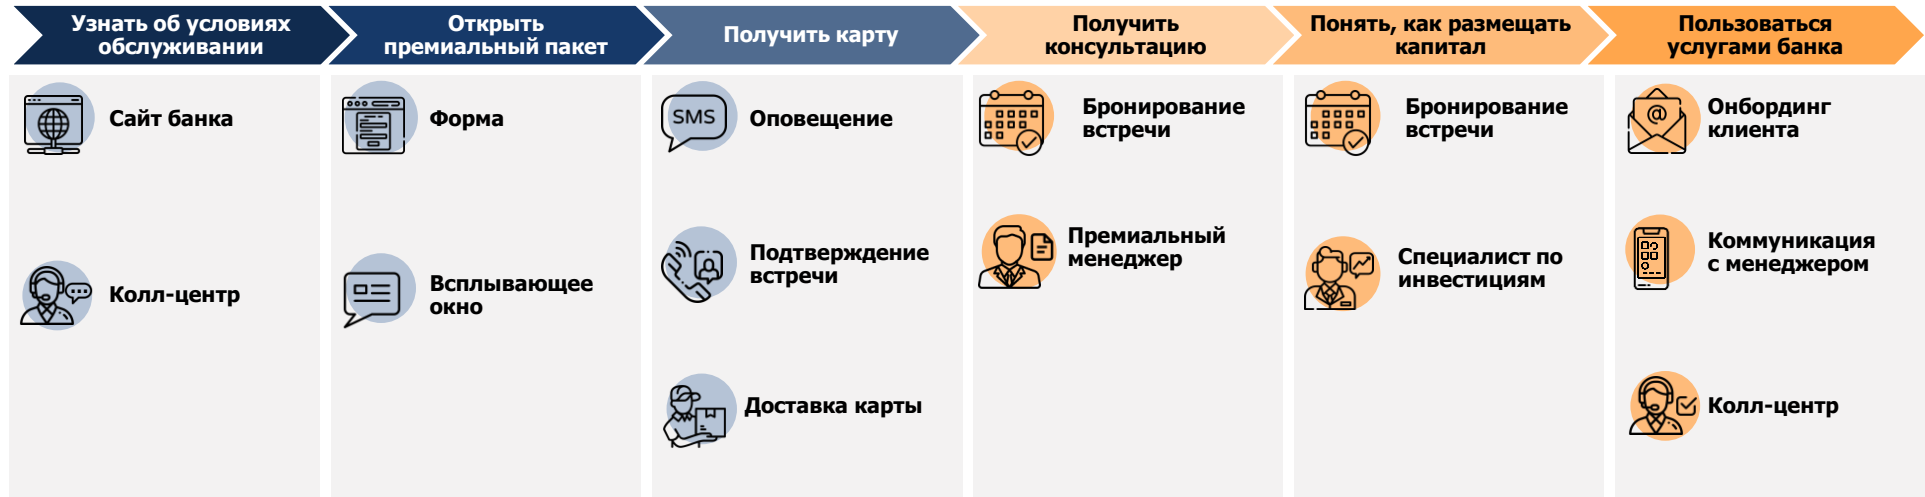 Узнать об условиях
обслуживании
Открыть
премиальный пакет
Получить карту
Получить
консультацию
Понять, как размещать
капитал
Пользоваться
услугами банка
Сайт банка
Колл-центр
Форма
Всплывающее
окно
SMS
Оповещение
Подтверждение
встречи
Доставка карты
Бронирование
встречи
Премиальный
менеджер
Бронирование
встречи
Специалист по
инвестициям
@
Онбординг
клиента
Коммуникация
с менеджером
Колл-центр